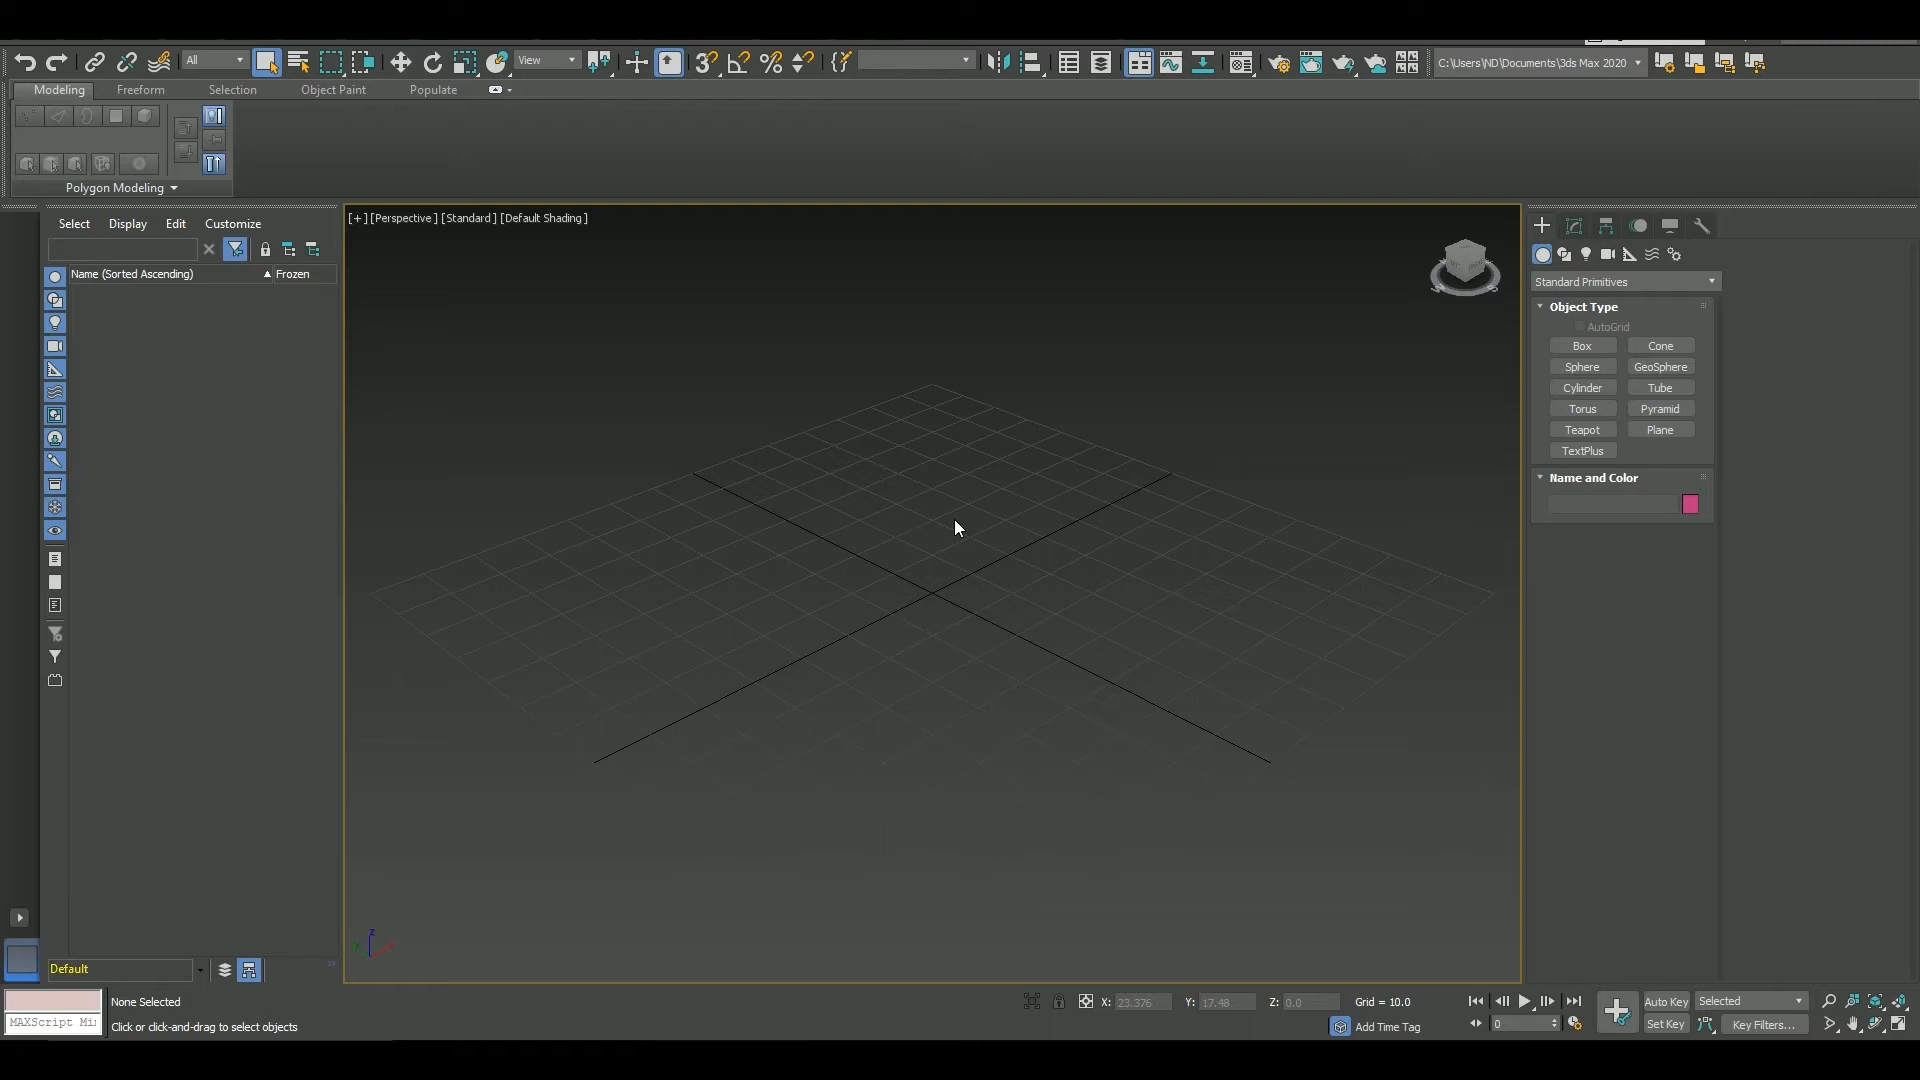 All
View
C:\Users\ND\Documents\3ds Max 2020
Modeling
Freeform
Selection
Object Paint
Populate
Polygon Modeling
Select
Display
Edit
Customize
Name (Sorted Ascending)
Frozen
[+] [Perspective] [Standard] [Default Shading]
Standard Primitives
Object Type
AutoGrid
Box
Cone
Sphere
GeoSphere
Cylinder
Tube
Torus
Pyramid
Teapot
Plane
TextPlus
Name and Color
z
y
x
Default
None Selected
MAXScript Mi
Click or click-and-drag to select objects
X: 23.376
Y: 17.48
Z: 0.0
Grid = 10.0
Add Time Tag
0
Auto Key
Selected
Set Key
Key Filters...